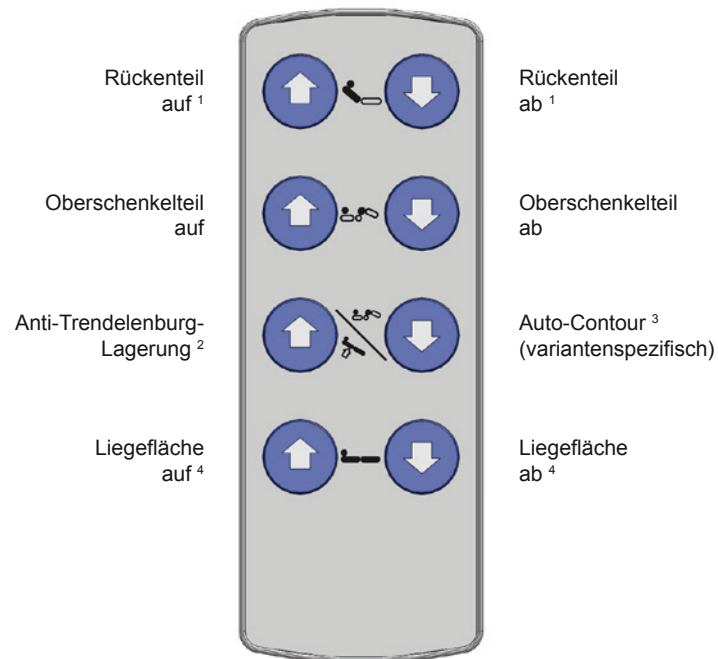 Rückenteil
auf ¹
Rückenteil
ab ¹
Oberschenkelteil
auf
Oberschenkelteil
ab
Anti-Trendelenburg-
Lagerung ²
Auto-Contour ³
(variantenspezifisch)
Liegefläche
auf ⁴
Liegefläche
ab ⁴